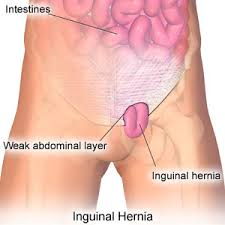 Intestines
Weak abdominal layer
Inguinal hernia
Inguinal Hernia